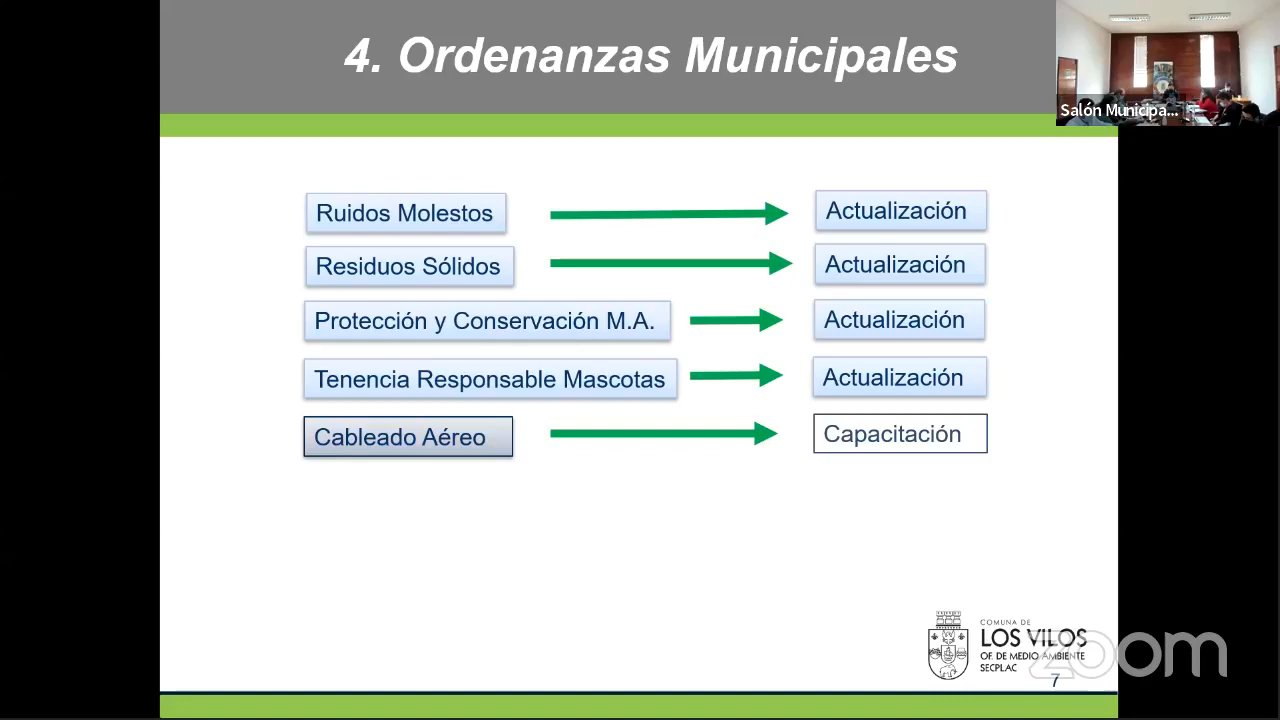 4. Ordenanzas Municipales
Salón Municipa...
Ruidos Molestos
Actualización
Residuos Sólidos
Actualización
Protección y Conservación M.A.
Actualización
Tenencia Responsable Mascotas
Actualización
Cableado Aéreo
Capacitación
COMUNA DE
LOS VILOS
OF. DE MEDIO AMBIENTE
SECPLAC
zoom
7